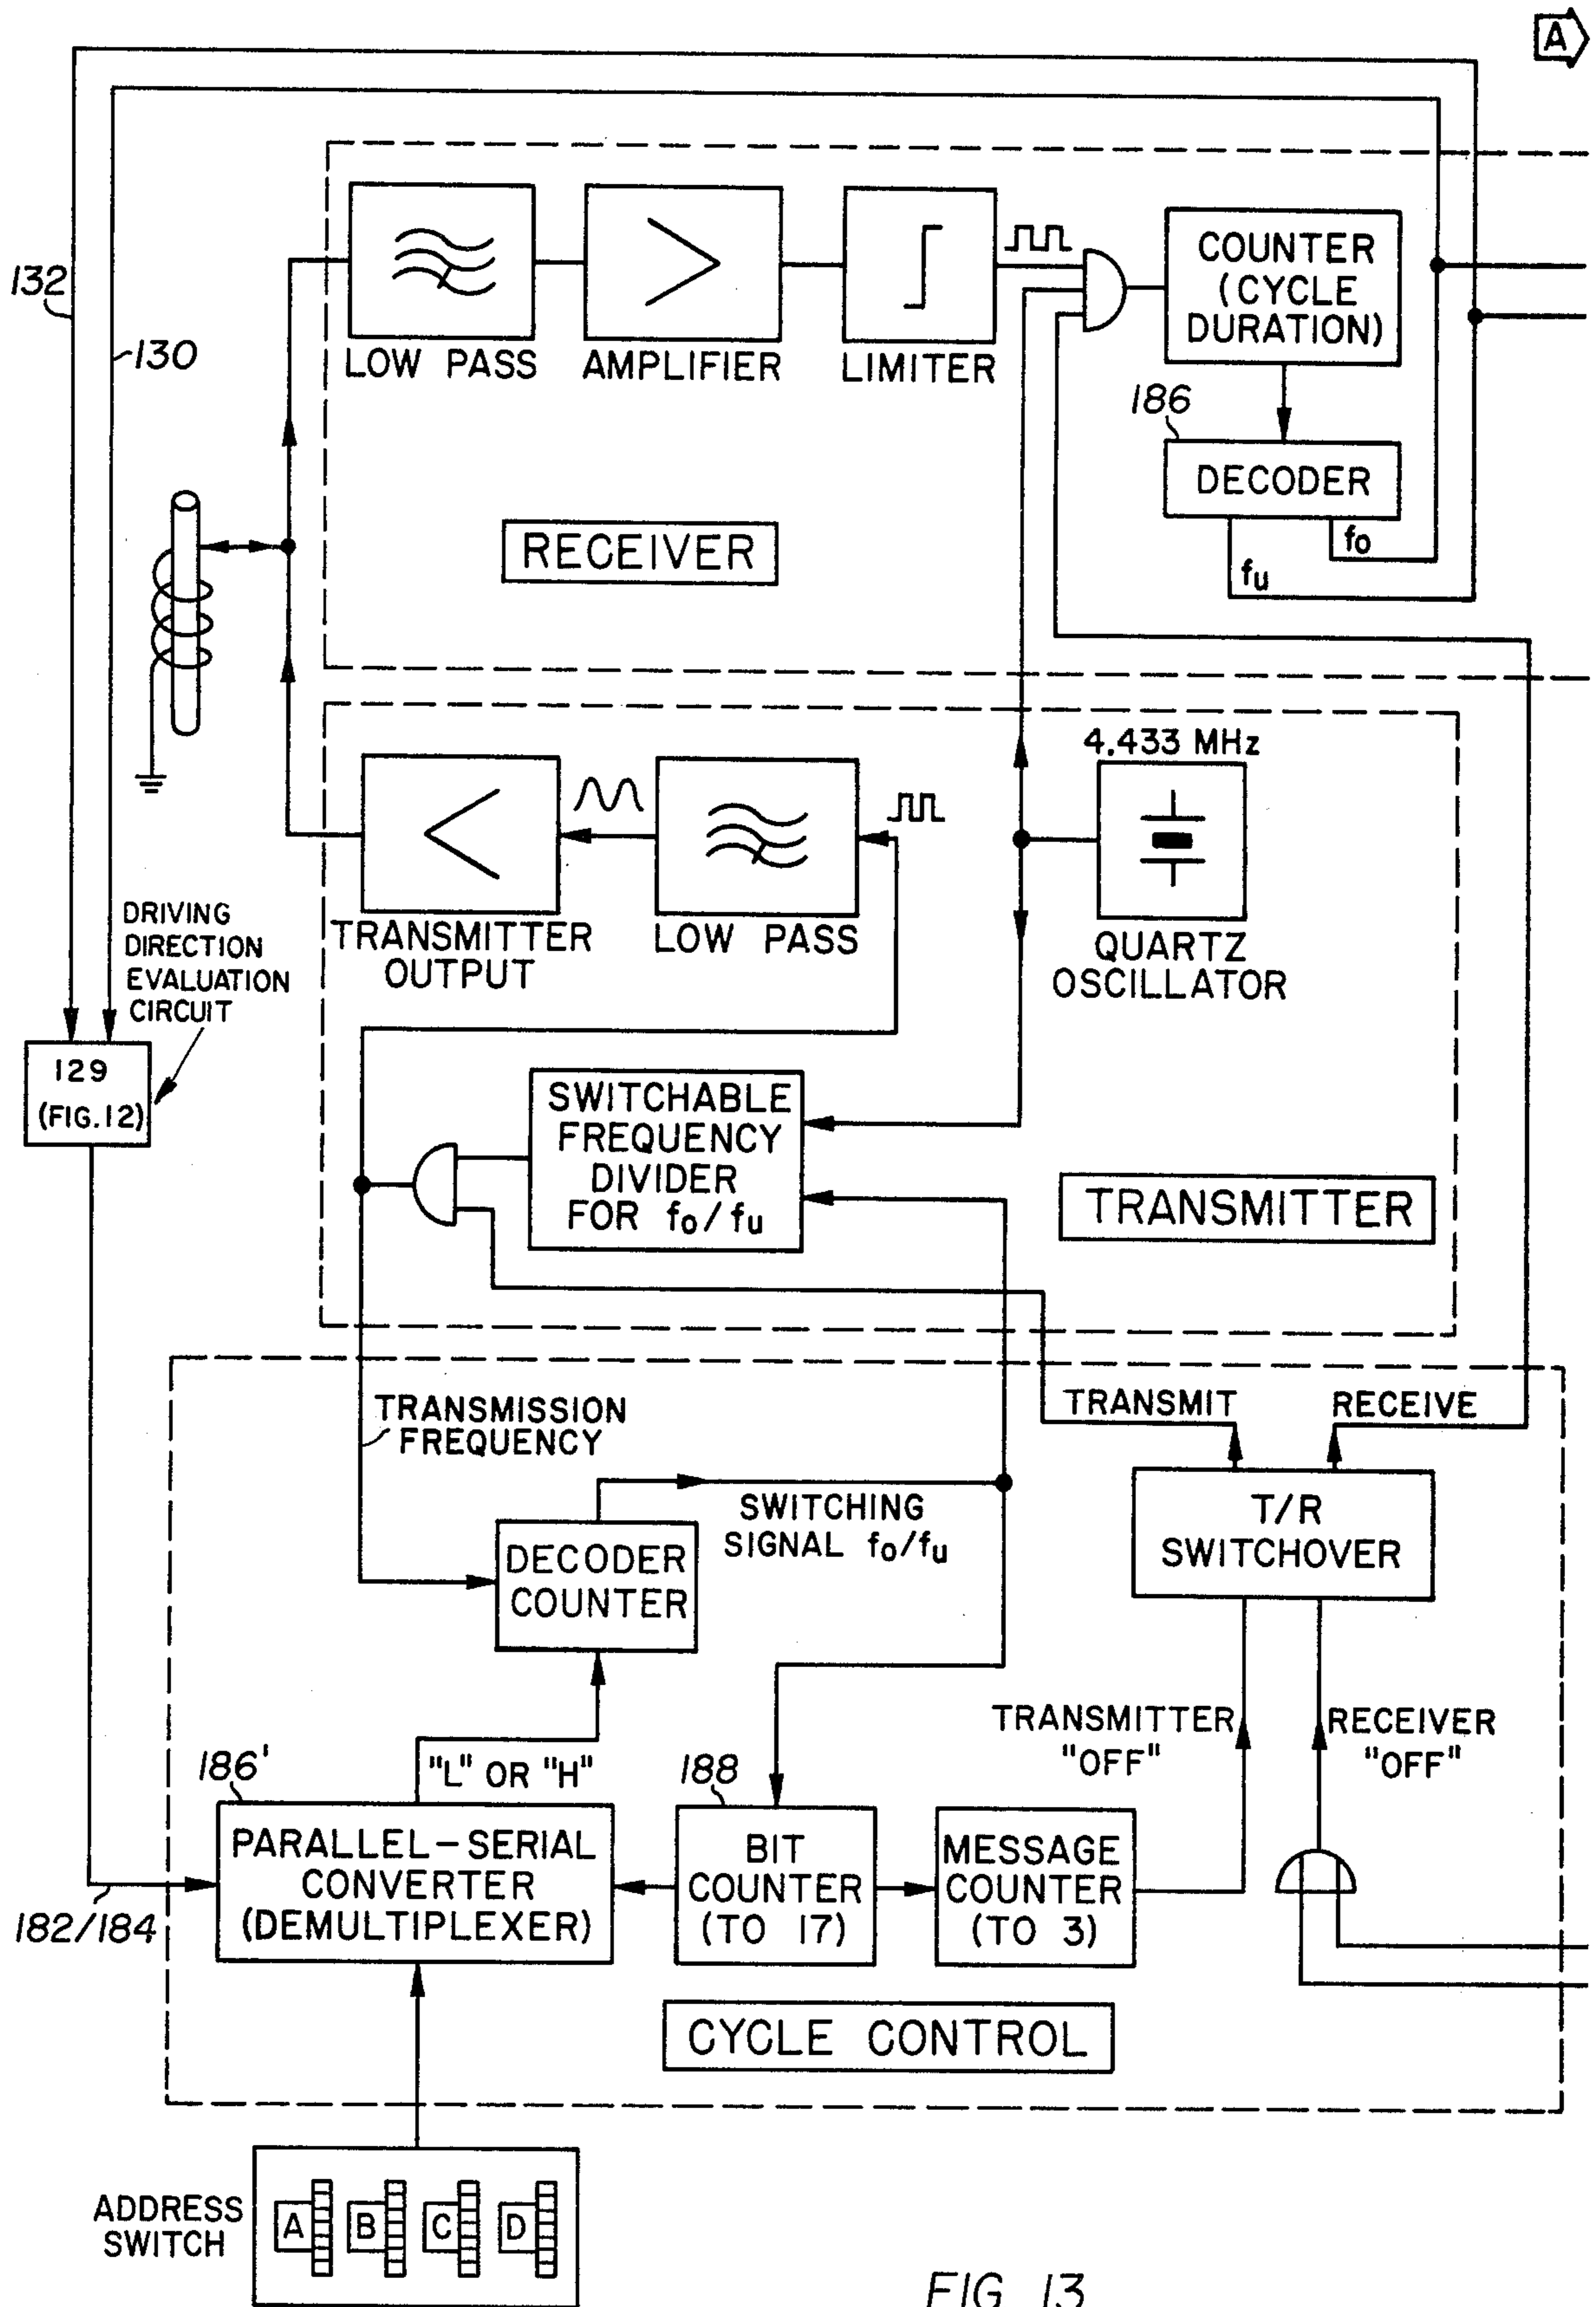 A
132
130
LOW PASS
AMPLIFIER
LIMITER
COUNTER
(CYCLE
DURATION)
186
DECODER
fo
fu
RECEIVER
4.433 MHz
TRANSMITTER
OUTPUT
LOW PASS
QUARTZ
OSCILLATOR
DRIVING
DIRECTION
EVALUATION
CIRCUIT
129
(FIG.12)
SWITCHABLE
FREQUENCY
DIVIDER
FOR fo/fu
TRANSMITTER
TRANSMISSION
FREQUENCY
TRANSMIT
RECEIVE
SWITCHING
SIGNAL fo/fu
T/R
SWITCHOVER
DECODER
COUNTER
TRANSMITTER
"OFF"
RECEIVER
"OFF"
186'
"L" OR "H"
188
PARALLEL-SERIAL
CONVERTER
(DEMULTIPLEXER)
BIT
COUNTER
(TO 17)
MESSAGE
COUNTER
(TO 3)
182/184
CYCLE CONTROL
ADDRESS
SWITCH
A B C D
FIG 13